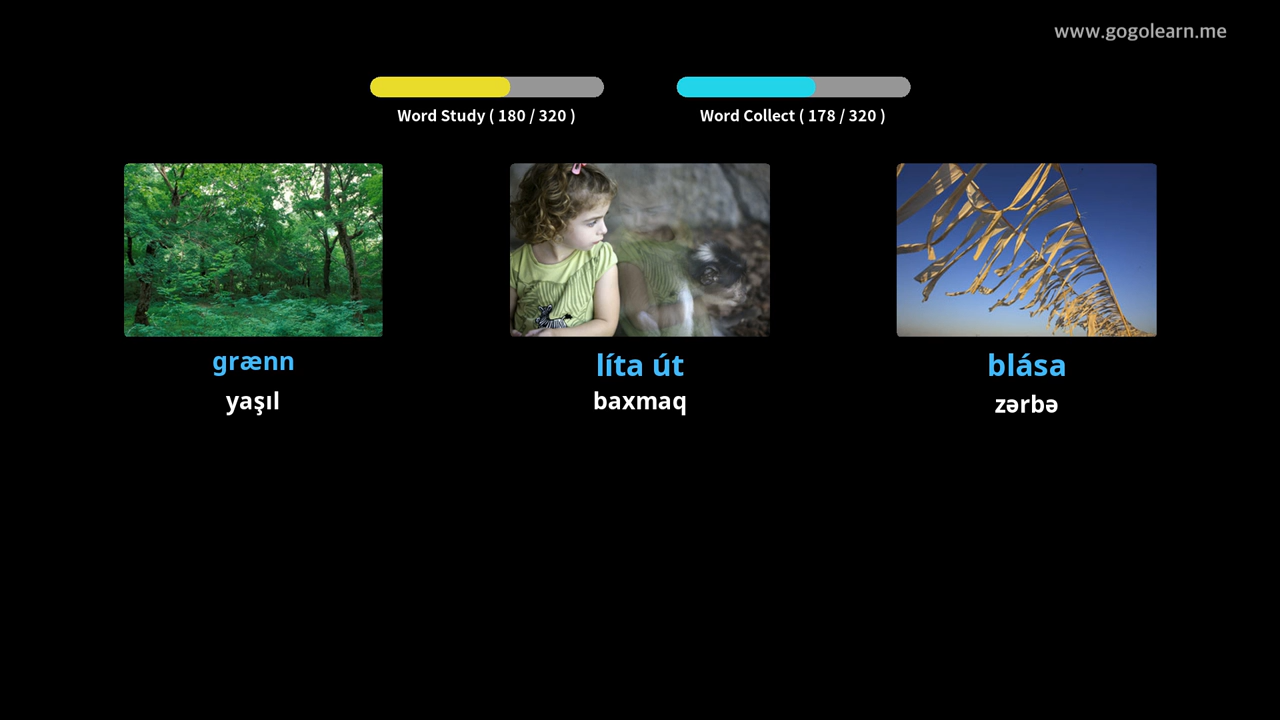 www.gogolearn.me
Word Study ( 180 / 320 )
Word Collect ( 178 / 320 )
grænn
yaşıl
líta út
baxmaq
blása
zərbə